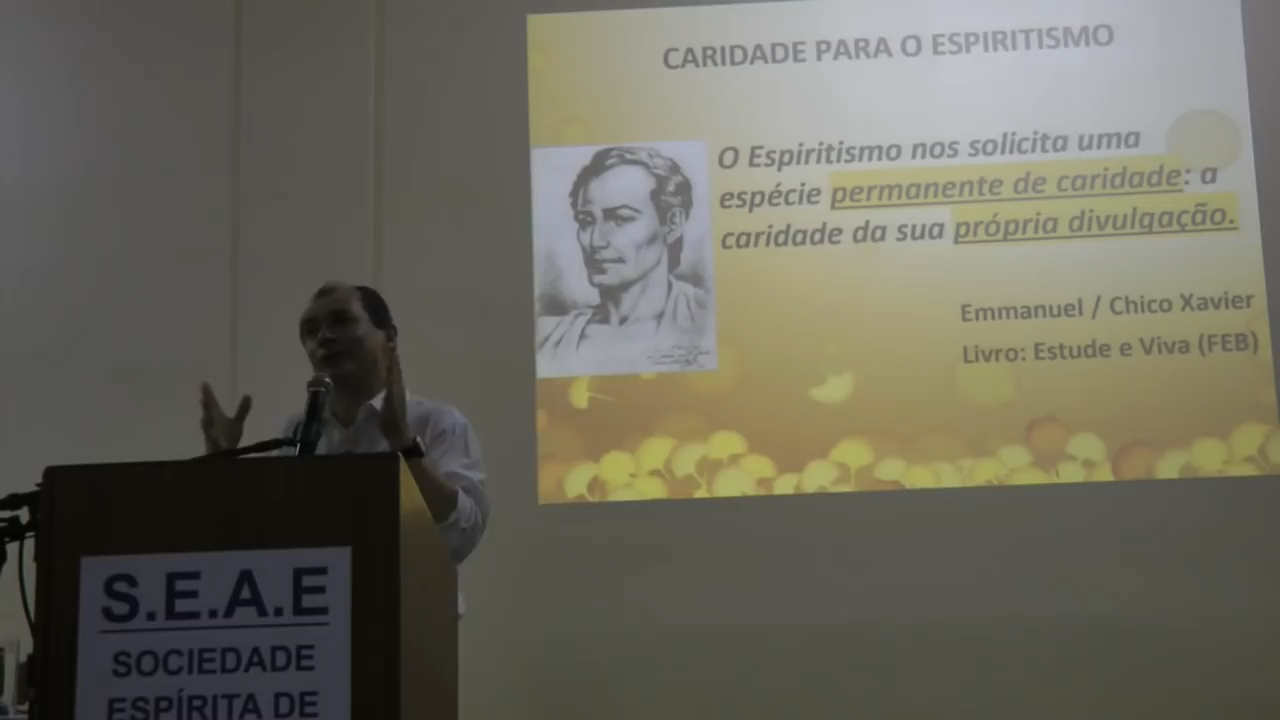 CARIDADE PARA O ESPIRITISMO
O Espiritismo nos solicita uma
espécie permanente de caridade: a
caridade da sua própria divulgação.
Emmanuel / Chico Xavier
Livro: Estude e Viva (FEB)
S.E.A.E
SOCIEDADE
ESPÍRITA DE